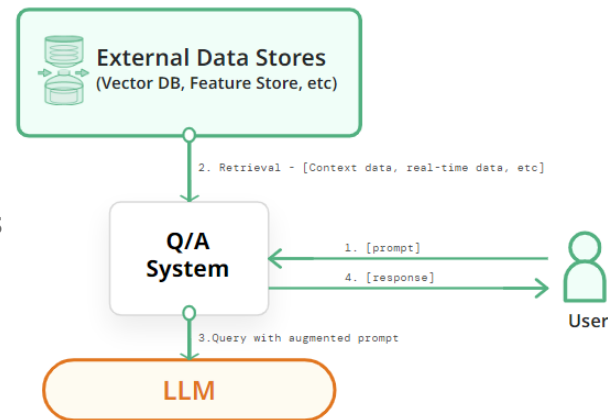 External Data Stores
(Vector DB, Feature Store, etc)
2. Retrieval - [Context data, real-time data, etc]
Q/A
System
1. [prompt]
4. [response]
User
3.Query with augmented prompt
LLM